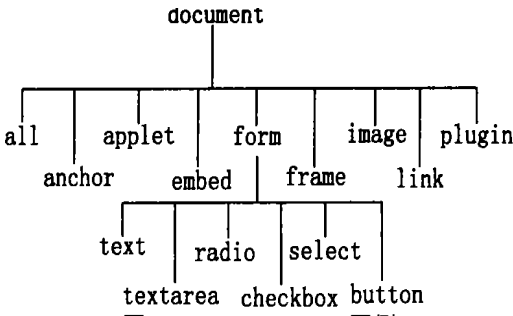 document
all applet form image plugin
anchor embed frame link
text radio select
textarea checkbox button